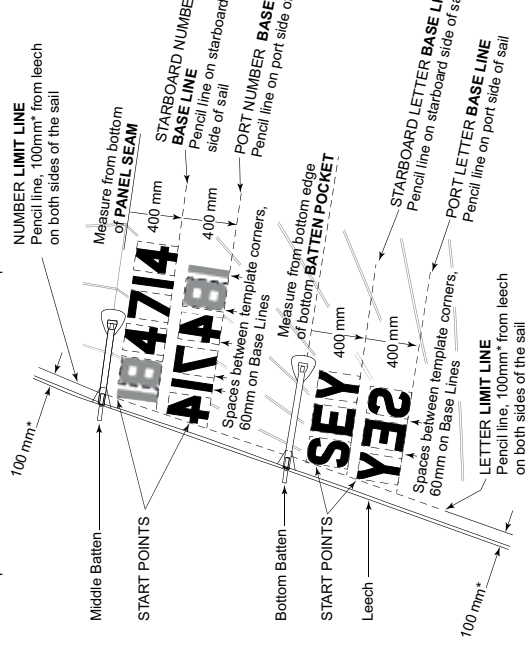 NUMBER LIMIT LINE
Pencil line, 100mm* from leech
on both sides of the sail
100 mm*
Measure from bottom
of PANEL SEAM
STARBOARD NUMBE
BASE LINE
Pencil line on starboard
side of sail
Middle Batten
400 mm
184714
PORT NUMBER BASE
Pencil line on port side o
400 mm
184714
START POINTS
Spaces between template corners,
60mm on Base Lines
Measure from bottom edge
of bottom BATTEN POCKET
Bottom Batten
400 mm
SEY
STARBOARD LETTER BASE LI
Pencil line on starboard side of sa
START POINTS
400 mm
SEY
PORT LETTER BASE LINE
Pencil line on port side of sail
Leech
Spaces between template corners,
60mm on Base Lines
LETTER LIMIT LINE
Pencil line, 100mm* from leech
on both sides of the sail
100 mm*